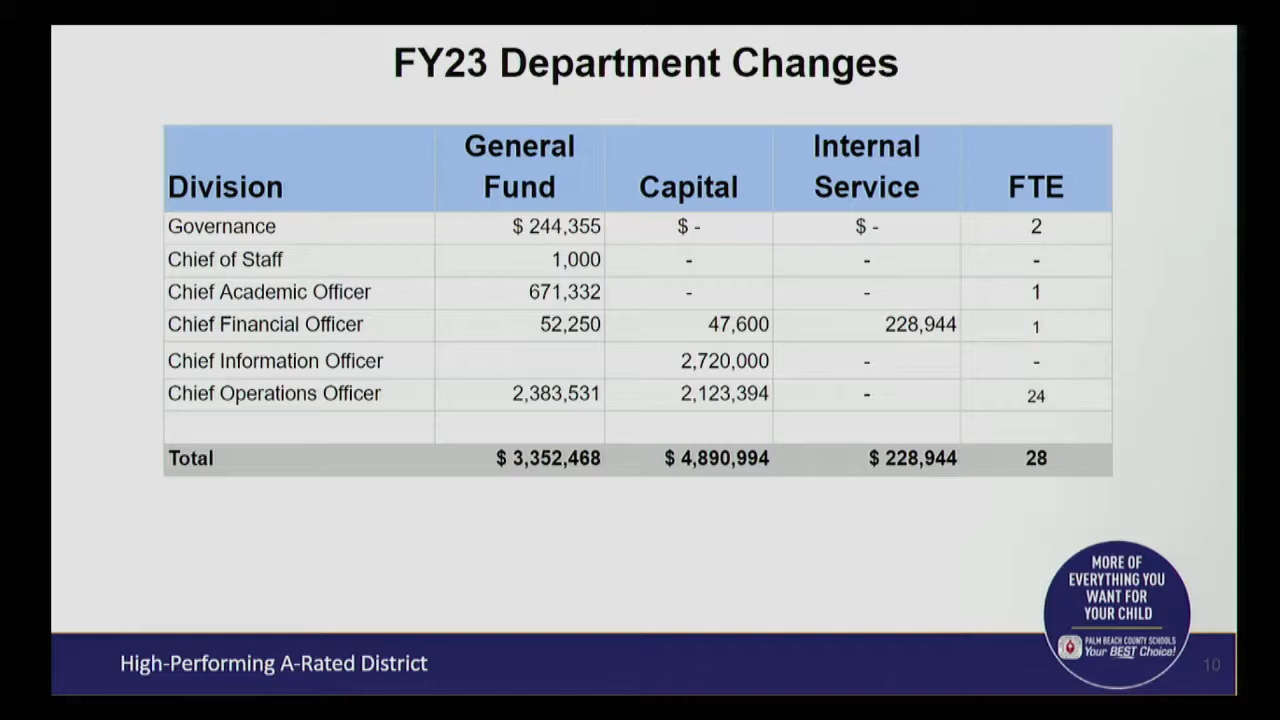 FY23 Department Changes
Division General Fund Capital Internal Service FTE
Governance $ 244,355 $ - $ - 2
Chief of Staff 1,000 - - -
Chief Academic Officer 671,332 - - 1
Chief Financial Officer 52,250 47,600 228,944 1
Chief Information Officer 2,720,000 - -
Chief Operations Officer 2,383,531 2,123,394 - 24
Total $ 3,352,468 $ 4,890,994 $ 228,944 28
MORE OF
EVERYTHING YOU
WANT FOR
YOUR CHILD
PALM BEACH COUNTY SCHOOLS
Your BEST Choice!
High-Performing A-Rated District
10